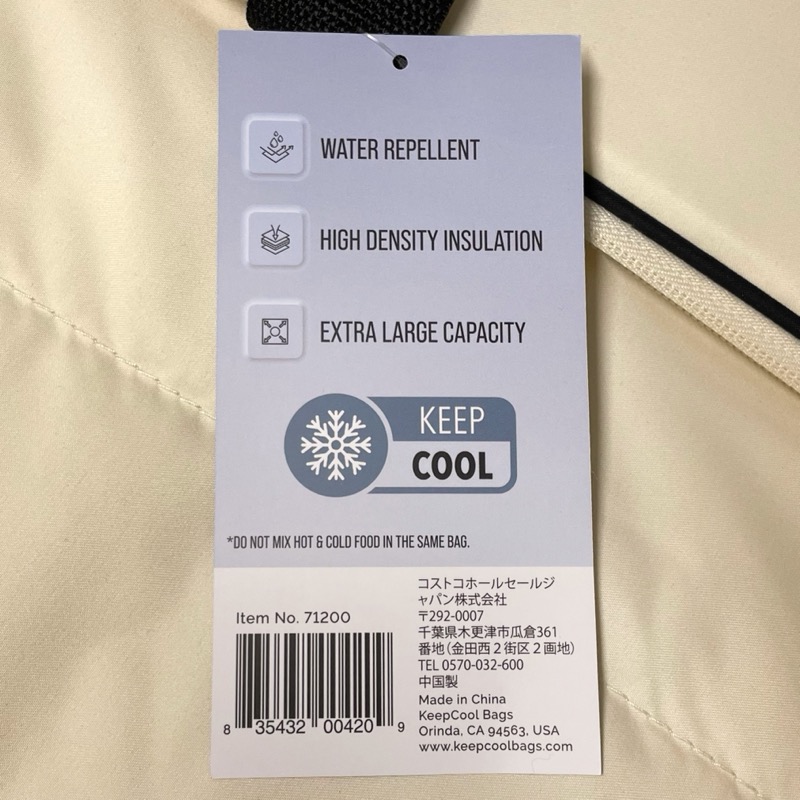 WATER REPELLENT
HIGH DENSITY INSULATION
EXTRA LARGE CAPACITY
KEEP
COOL
*DO NOT MIX HOT & COLD FOOD IN THE SAME BAG.
Item No. 71200
8 35432 00420 9
コストコホールセールジ
ャパン株式会社
〒292-0007
千葉県木更津市瓜倉361
番地(金田西2街区2画地)
TEL 0570-032-600
中国製
Made in China
KeepCool Bags
Orinda, CA 94563, USA
www.keepcoolbags.com